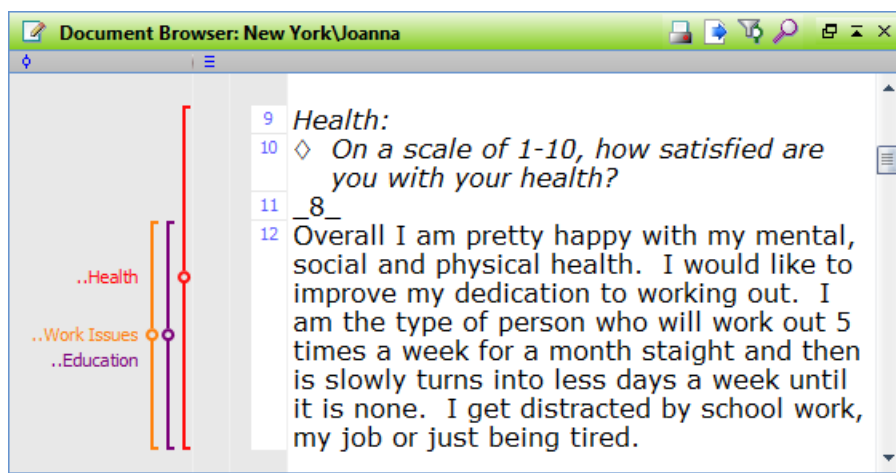 Document Browser: New York\Joanna
9 Health:
10 ◊ On a scale of 1-10, how satisfied are
you with your health?
11 _8_
12 Overall I am pretty happy with my mental,
social and physical health. I would like to
improve my dedication to working out. I
am the type of person who will work out 5
times a week for a month staight and then
is slowly turns into less days a week until
it is none. I get distracted by school work,
my job or just being tired.
..Health
..Work Issues
..Education